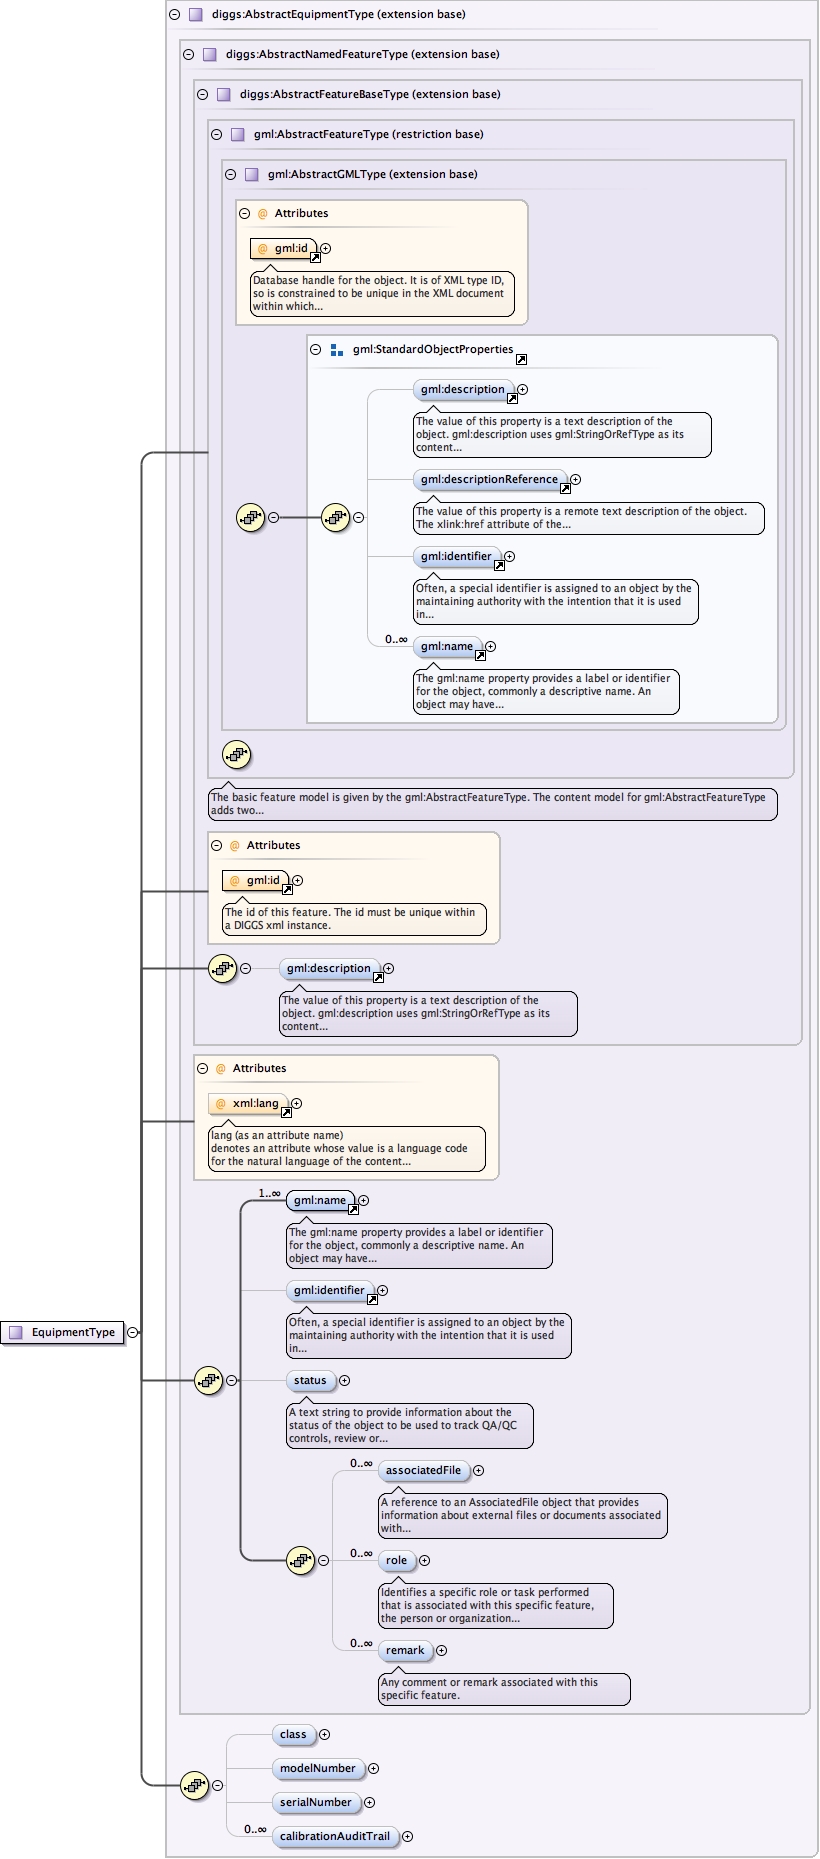 diggs:AbstractEquipmentType (extension base)
diggs:AbstractNamedFeatureType (extension base)
diggs:AbstractFeatureBaseType (extension base)
gml:AbstractFeatureType (restriction base)
gml:AbstractGMLType (extension base)
@ Attributes
@ gml:id
Database handle for the object. It is of XML type ID,
so is constrained to be unique in the XML document
within which...
gml:StandardObjectProperties
gml:description
The value of this property is a text description of the
object. gml:description uses gml:StringOrRefType as its
content...
gml:descriptionReference
The value of this property is a remote text description of the object.
The xlink:href attribute of the...
gml:identifier
Often, a special identifier is assigned to an object by the
maintaining authority with the intention that it is used
in...
0..∞
gml:name
The gml:name property provides a label or identifier
for the object, commonly a descriptive name. An
object may have...
The basic feature model is given by the gml:AbstractFeatureType. The content model for gml:AbstractFeatureType
adds two...
@ Attributes
@ gml:id
The id of this feature. The id must be unique within
a DIGGS xml instance.
gml:description
The value of this property is a text description of the
object. gml:description uses gml:StringOrRefType as its
content...
@ Attributes
@ xml:lang
lang (as an attribute name)
denotes an attribute whose value is a language code
for the natural language of the content...
1..∞
gml:name
The gml:name property provides a label or identifier
for the object, commonly a descriptive name. An
object may have...
gml:identifier
Often, a special identifier is assigned to an object by the
maintaining authority with the intention that it is used
in...
EquipmentType
status
A text string to provide information about the
status of the object to be used to track QA/QC
controls, review or...
0..∞
associatedFile
A reference to an AssociatedFile object that provides
information about external files or documents associated
with...
0..∞
role
Identifies a specific role or task performed
that is associated with this specific feature,
the person or organization...
0..∞
remark
Any comment or remark associated with this
specific feature.
class
modelNumber
serialNumber
0..∞
calibrationAuditTrail